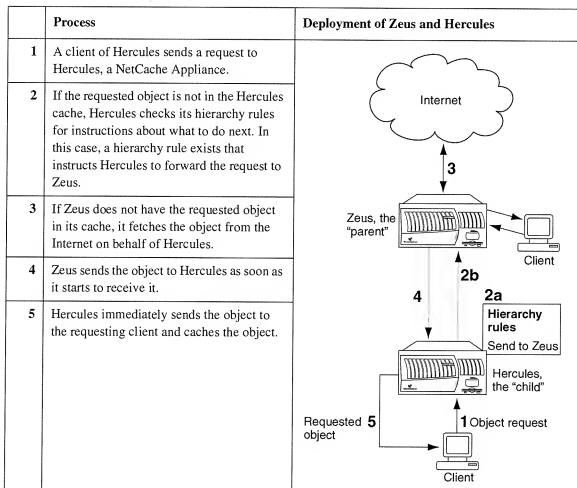 Process
Deployment of Zeus and Hercules
1
A client of Hercules sends a request to
Hercules, a NetCache Appliance.
2
If the requested object is not in the Hercules
cache, Hercules checks its hierarchy rules
for instructions about what to do next. In
this case, a hierarchy rule exists that
instructs Hercules to forward the request to
Zeus.
3
If Zeus does not have the requested object
in its cache, it fetches the object from the
Internet on behalf of Hercules.
4
Zeus sends the object to Hercules as soon as
it starts to receive it.
5
Hercules immediately sends the object to
the requesting client and caches the object.
Internet
3
Zeus, the
"parent"
Client
2b
4
2a
Hierarchy
rules
Send to Zeus
Hercules,
the "child"
Requested
object
5
1 Object request
Client